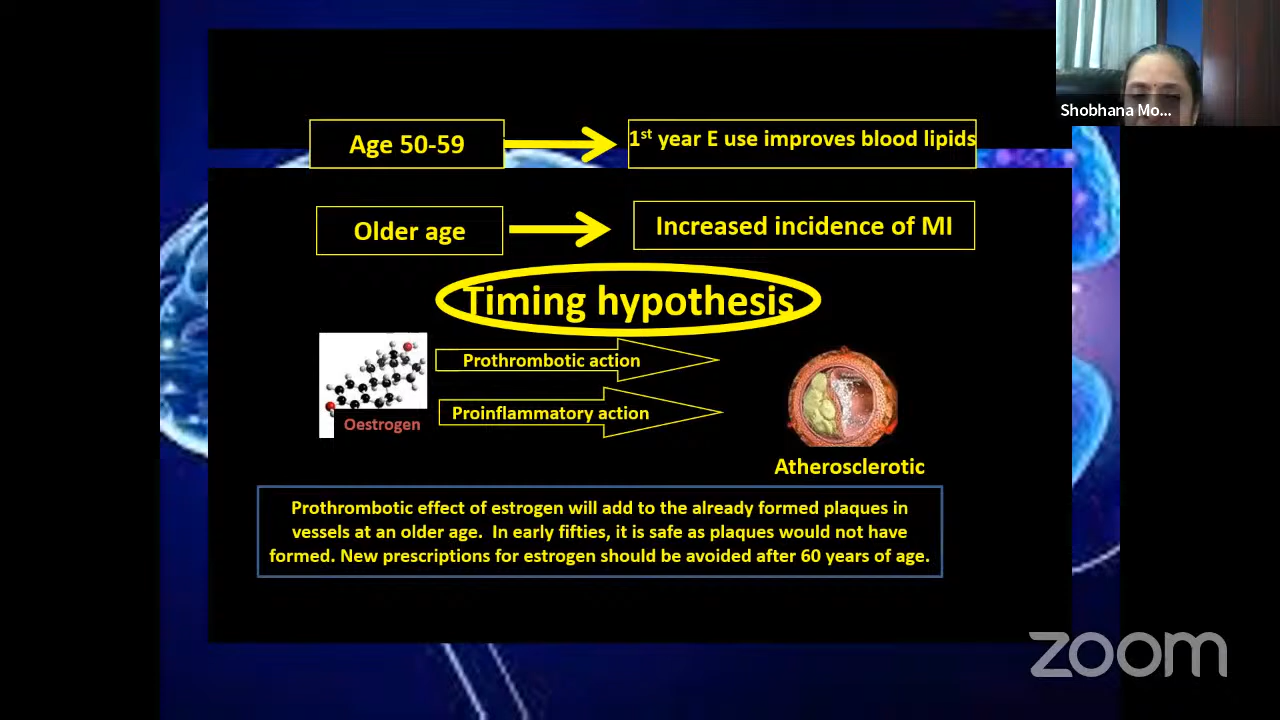 Shobhana Mo...
Age 50-59
1st year E use improves blood lipids
Older age
Increased incidence of MI
Timing hypothesis
Prothrombotic action
Proinflammatory action
Oestrogen
Atherosclerotic
Prothrombotic effect of estrogen will add to the already formed plaques in
vessels at an older age. In early fifties, it is safe as plaques would not have
formed. New prescriptions for estrogen should be avoided after 60 years of age.
zoom